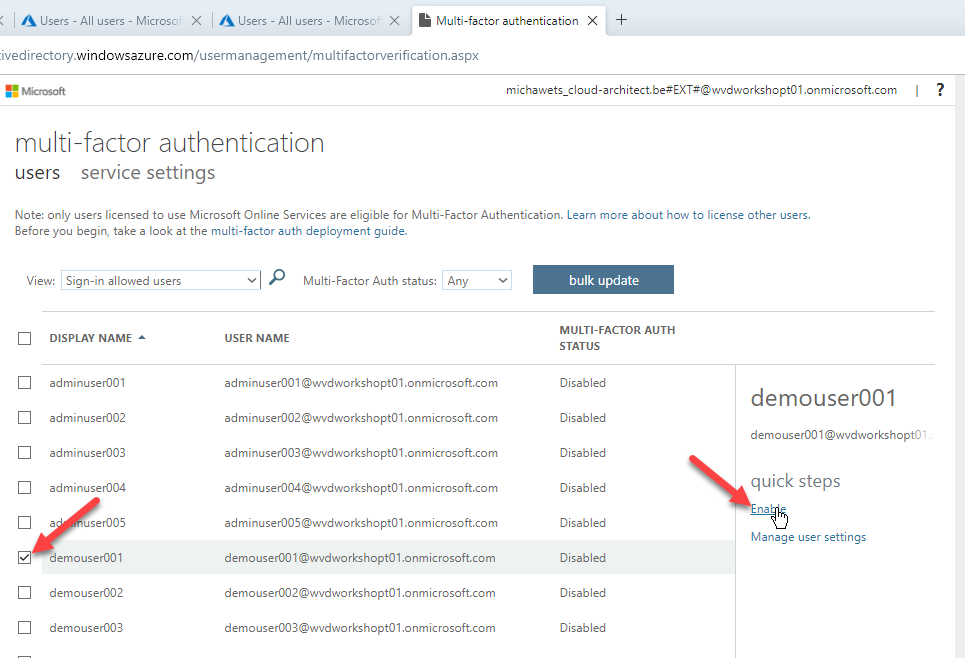 Users - All users - Microsof
Users - All users - Microsof
Multi-factor authentication
ivedirectory.windowsazure.com/usermanagement/multifactorverification.aspx
Microsoft
michawets_cloud-architect.be#EXT#@wvdworkshopt01.onmicrosoft.com | ?
multi-factor authentication
users service settings
Note: only users licensed to use Microsoft Online Services are eligible for Multi-Factor Authentication. Learn more about how to license other users.
Before you begin, take a look at the multi-factor auth deployment guide.
View: Sign-in allowed users Multi-Factor Auth status: Any bulk update
DISPLAY NAME USER NAME MULTI-FACTOR AUTH
STATUS
adminuser001 adminuser001@wvdworkshopt01.onmicrosoft.com Disabled
adminuser002 adminuser002@wvdworkshopt01.onmicrosoft.com Disabled
adminuser003 adminuser003@wvdworkshopt01.onmicrosoft.com Disabled
adminuser004 adminuser004@wvdworkshopt01.onmicrosoft.com Disabled
adminuser005 adminuser005@wvdworkshopt01.onmicrosoft.com Disabled
demouser001 demouser001@wvdworkshopt01.onmicrosoft.com Disabled
demouser002 demouser002@wvdworkshopt01.onmicrosoft.com Disabled
demouser003 demouser003@wvdworkshopt01.onmicrosoft.com Disabled
demouser001
demouser001@wvdworkshopt01.
quick steps
Enable
Manage user settings